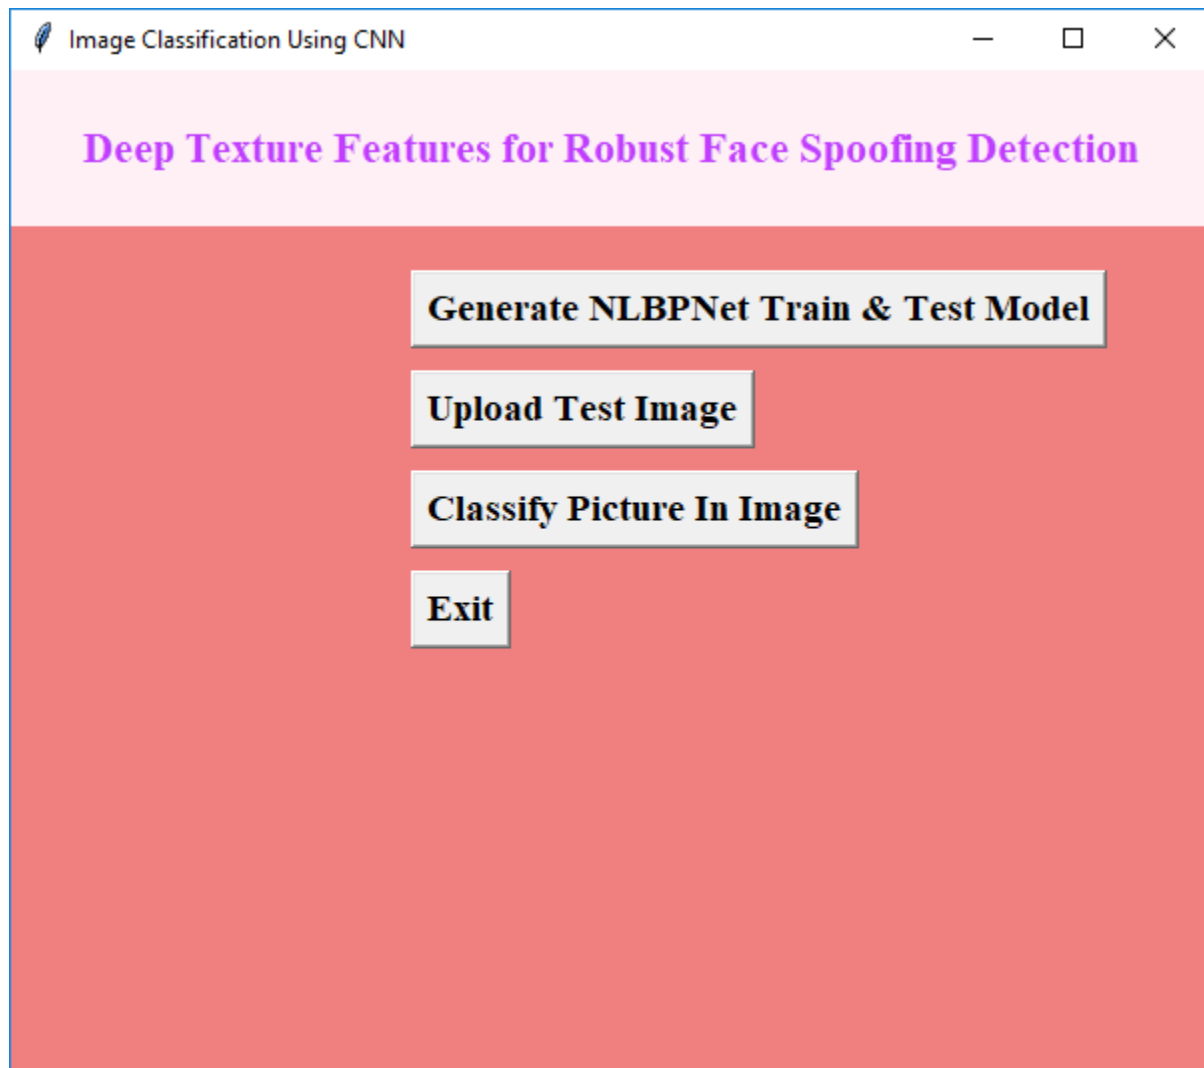 Image Classification Using CNN
Deep Texture Features for Robust Face Spoofing Detection
Generate NLBPNet Train & Test Model
Upload Test Image
Classify Picture In Image
Exit